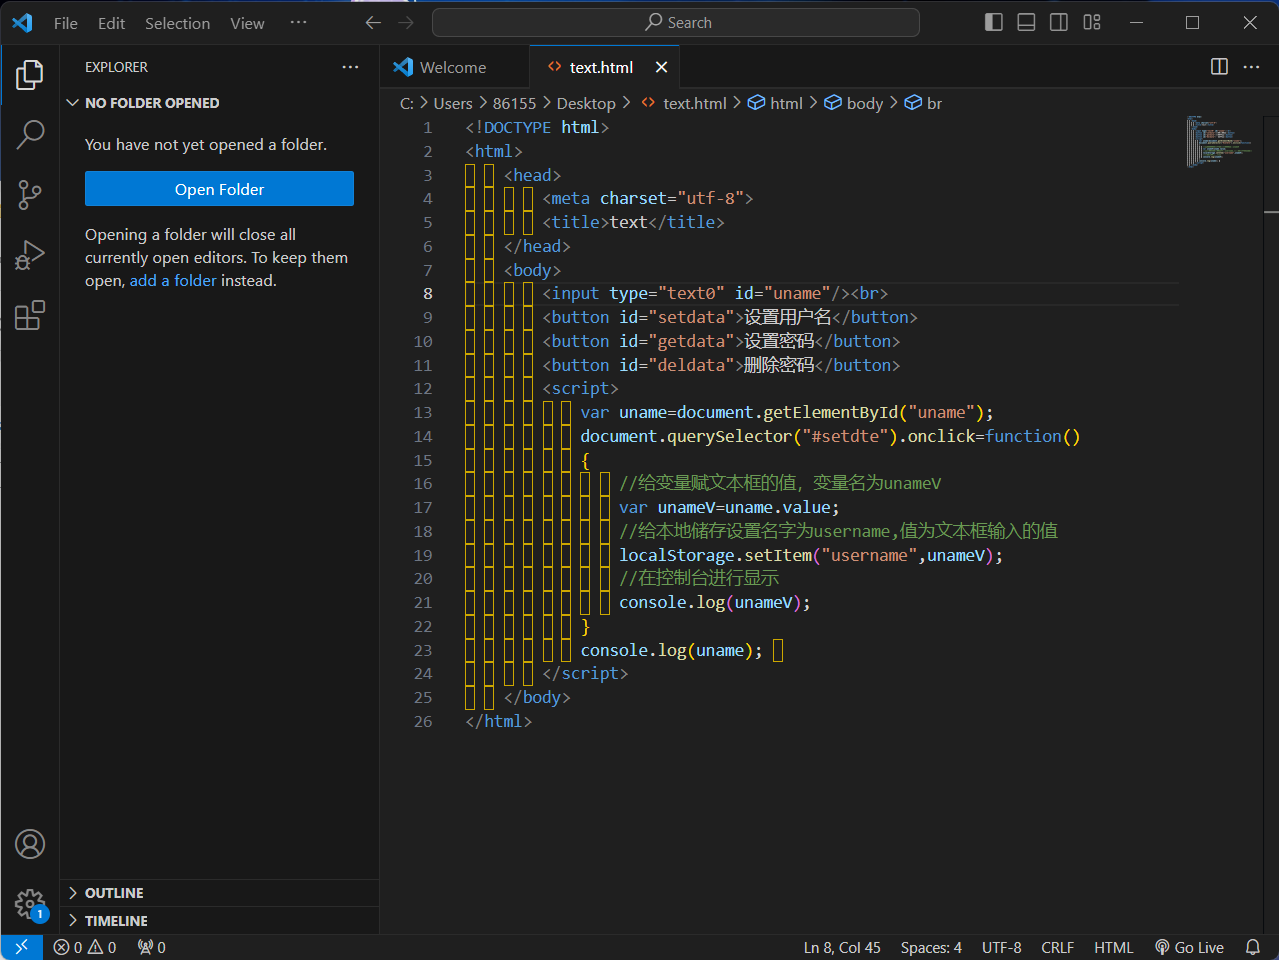 File Edit Selection View ··· Search
EXPLORER ···
NO FOLDER OPENED
You have not yet opened a folder.
Open Folder
Opening a folder will close all
currently open editors. To keep them
open, add a folder instead.
OUTLINE
TIMELINE
Welcome text.html
C: > Users > 86155 > Desktop > text.html > html > body > br
1 <!DOCTYPE html>
2 <html>
3 <head>
4 <meta charset="utf-8">
5 <title>text</title>
6 </head>
7 <body>
8 <input type="text0" id="uname"/><br>
9 <button id="setdata">设置用户名</button>
10 <button id="getdata">设置密码</button>
11 <button id="deldata">删除密码</button>
12 <script>
13 var uname=document.getElementById("uname");
14 document.querySelector("#setdte").onclick=function()
15 {
16 //给变量赋文本框的值，变量名为unameV
17 var unameV=uname.value;
18 //给本地储存设置名字为username,值为文本框输入的值
19 localStorage.setItem("username",unameV);
20 //在控制台进行显示
21 console.log(unameV);
22 }
23 console.log(uname);
24 </script>
25 </body>
26 </html>
1
0 0 0 Ln 8, Col 45 Spaces: 4 UTF-8 CRLF HTML Go Live